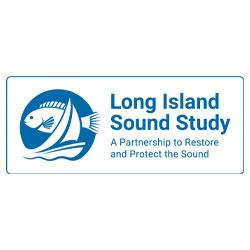 Long Island
Sound Study
A Partnership to Restore
and Protect the Sound